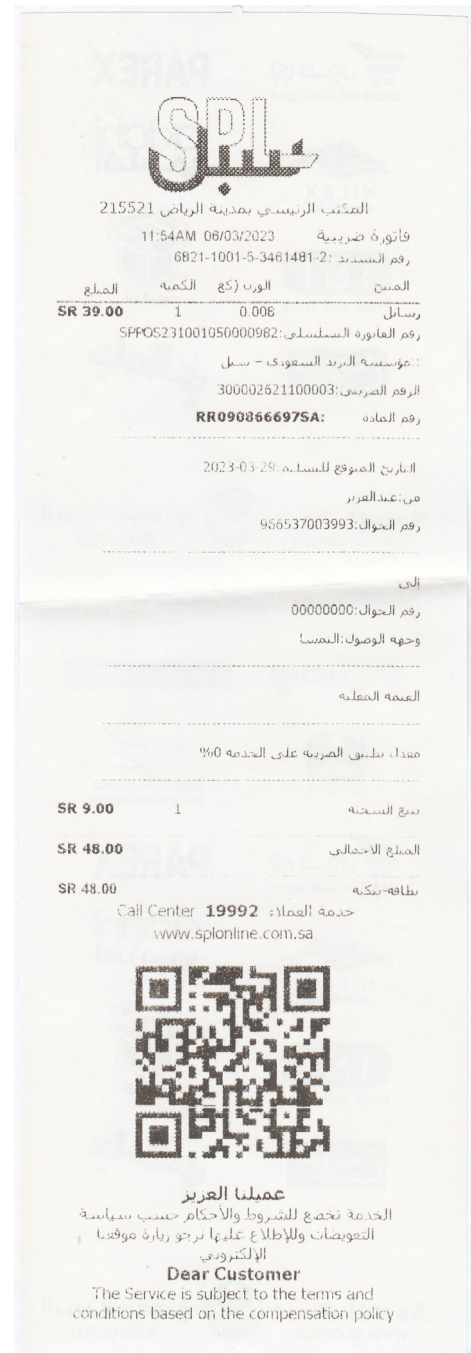 SPL
سبل
المكتب الرئيسي بمدينة الرياض 215521
فاتورة ضريبية 06/03/2023 11:54AM
رقم التسديد :2-3461481-5-1001-6821
المنتج الوزن (كغ الكمية المبلغ
رسائل 0.008 1 SR 39.00
رقم الفاتورة التسلسلي:SPPOS231001050000982
::مؤسسة البريد السعودي – سبل
الرقم الضريبي:300002621100003
رقم المادة :RR090866697SA
التاريخ المتوقع للتسليم:29-03-2023
من:عبدالعزيز
رقم الجوال:966537003993
إلى
رقم الجوال:00000000
وجهة الوصول:النمسا
القيمة المعلنة
معدل تطبيق الضريبة على الخدمة 0%
تتبع الشحنة 1 SR 9.00
المبلغ الاجمالي SR 48.00
بطاقة-بنكية SR 48.00
خدمة العملاء: 19992 Call Center
www.splonline.com.sa
عميلنا العزيز
الخدمة تخضع للشروط والأحكام حسب سياسة
التعويضات وللإطلاع عليها نرجو زيارة موقعنا
الإلكتروني
Dear Customer
The Service is subject to the terms and
conditions based on the compensation policy